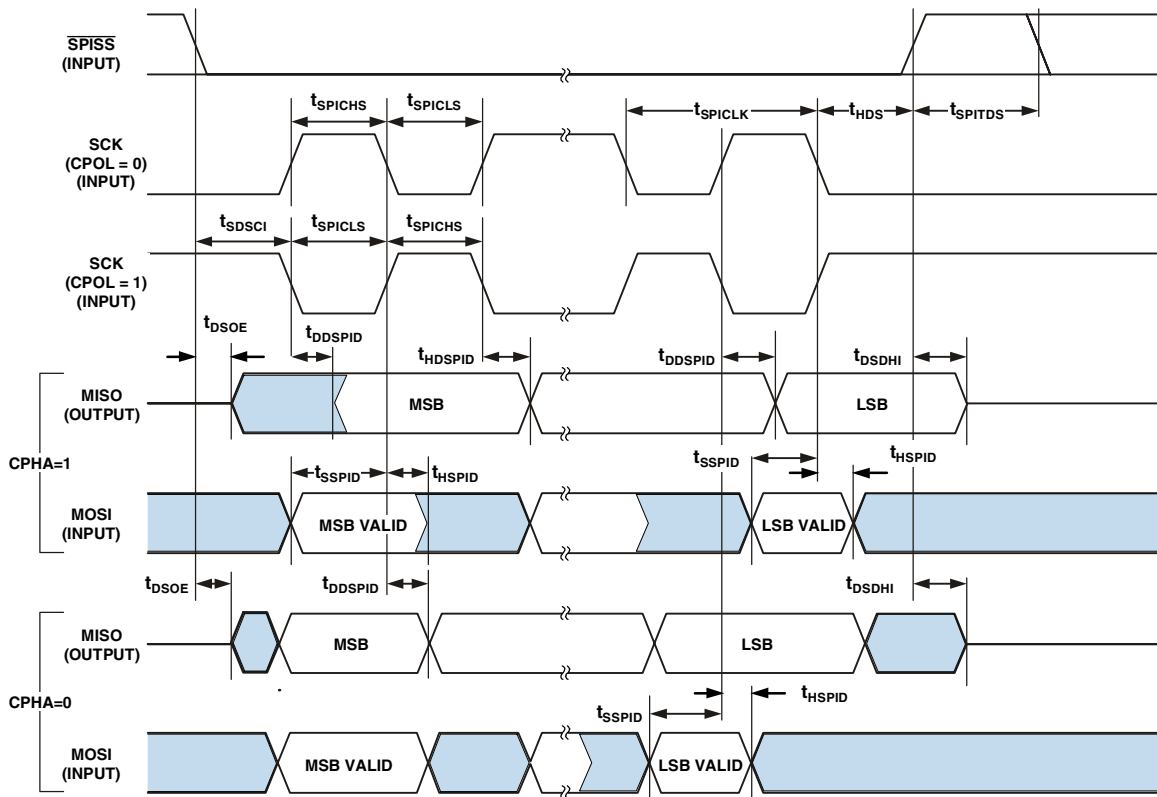 SPISS
(INPUT)
tSPICHS tSPICLS tSPICLK tHDS tSPITDS
SCK
(CPOL = 0)
(INPUT)
tSDSCI tSPICLS tSPICHS
SCK
(CPOL = 1)
(INPUT)
tDSOE tDDSPID tHDSPID tDDSPID tDSDHI
MISO
(OUTPUT)
MSB LSB
CPHA=1
tSSPID tHSPID tSSPID tHSPID
MOSI
(INPUT)
MSB VALID LSB VALID
tDSOE tDDSPID tDSDHI
MISO
(OUTPUT)
MSB LSB
CPHA=0
tSSPID tHSPID
MOSI
(INPUT)
MSB VALID LSB VALID